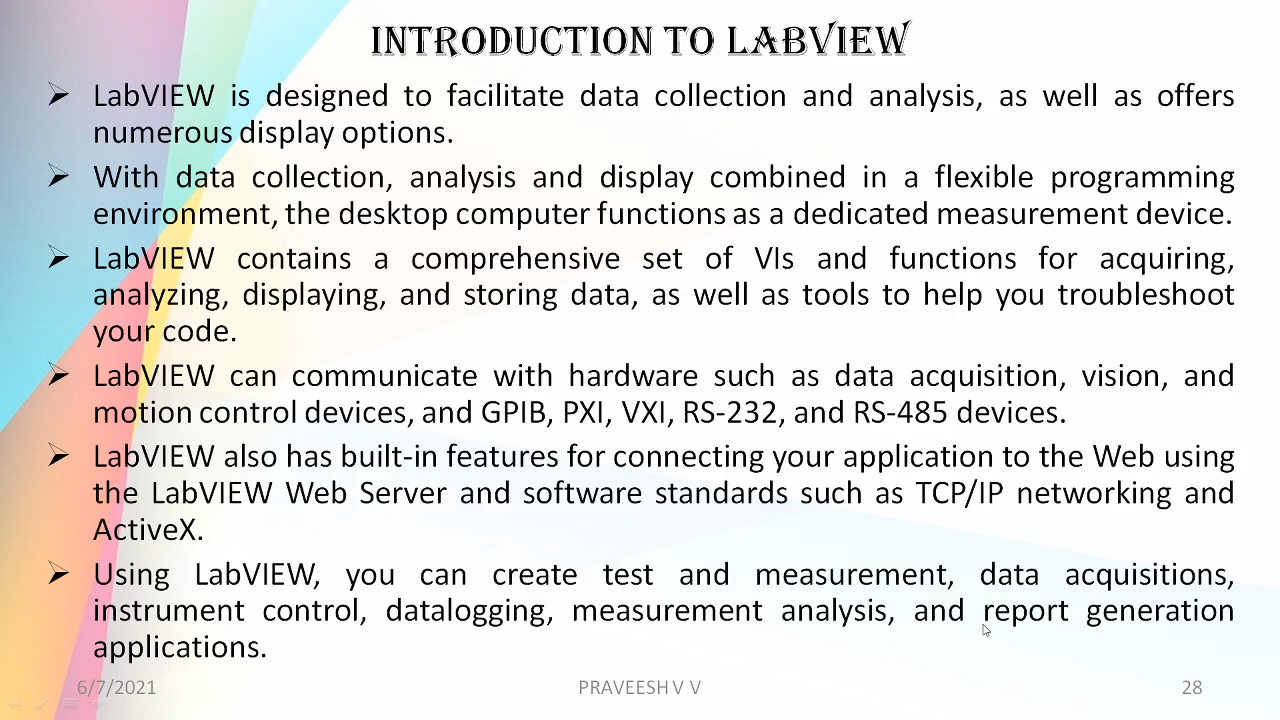 INTRODUCTION TO LABVIEW
LabVIEW is designed to facilitate data collection and analysis, as well as offers
numerous display options.
With data collection, analysis and display combined in a flexible programming
environment, the desktop computer functions as a dedicated measurement device.
LabVIEW contains a comprehensive set of VIs and functions for acquiring,
analyzing, displaying, and storing data, as well as tools to help you troubleshoot
your code.
LabVIEW can communicate with hardware such as data acquisition, vision, and
motion control devices, and GPIB, PXI, VXI, RS-232, and RS-485 devices.
LabVIEW also has built-in features for connecting your application to the Web using
the LabVIEW Web Server and software standards such as TCP/IP networking and
ActiveX.
Using LabVIEW, you can create test and measurement, data acquisitions,
instrument control, datalogging, measurement analysis, and report generation
applications.
6/7/2021 PRAVEESH V V 28